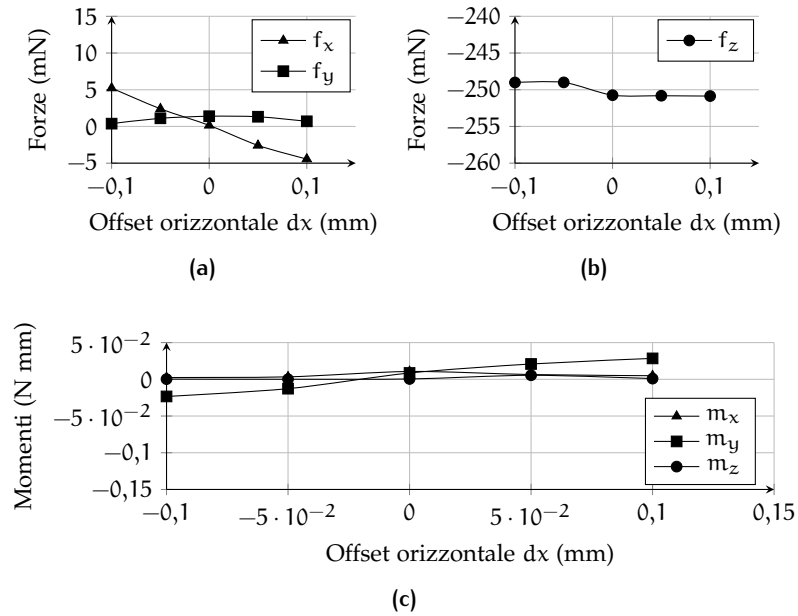 15
10
5
0
−5
Forze (mN)
f_x
f_y
−0,1
0
0,1
Offset orizzontale dx (mm)
(a)
−240
−245
−250
−255
−260
Forze (mN)
f_z
−0,1
0
0,1
Offset orizzontale dx (mm)
(b)
5 · 10⁻²
0
−5 · 10⁻²
−0,1
−0,15
Momenti (N mm)
m_x
m_y
m_z
−0,1
−5 · 10⁻²
0
5 · 10⁻²
0,1
0,15
Offset orizzontale dx (mm)
(c)